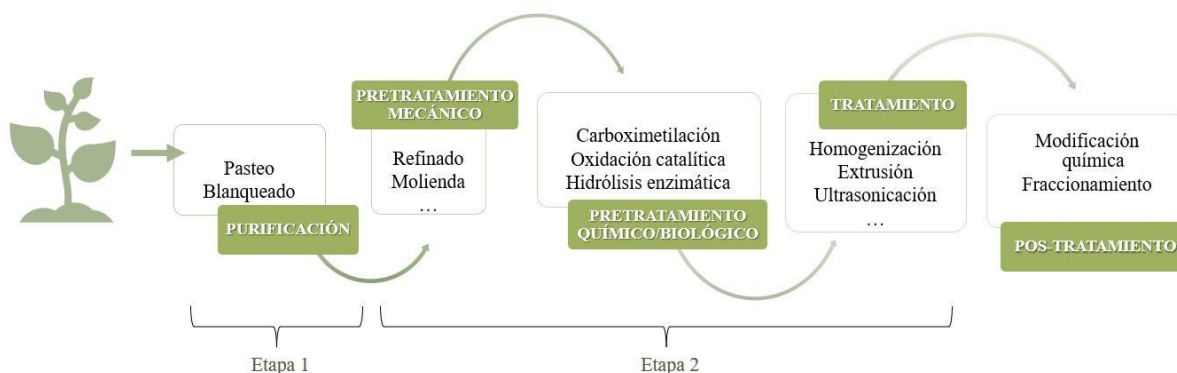 Pasteo
Blanqueado
PURIFICACIÓN
PRETRATAMIENTO
MECÁNICO
Refinado
Molienda
…
Carboximetilación
Oxidación catalítica
Hidrólisis enzimática
PRETRATAMIENTO
QUÍMICO/BIOLÓGICO
TRATAMIENTO
Homogenización
Extrusión
Ultrasonicación
…
Modificación
química
Fraccionamiento
POS-TRATAMIENTO
Etapa 1
Etapa 2